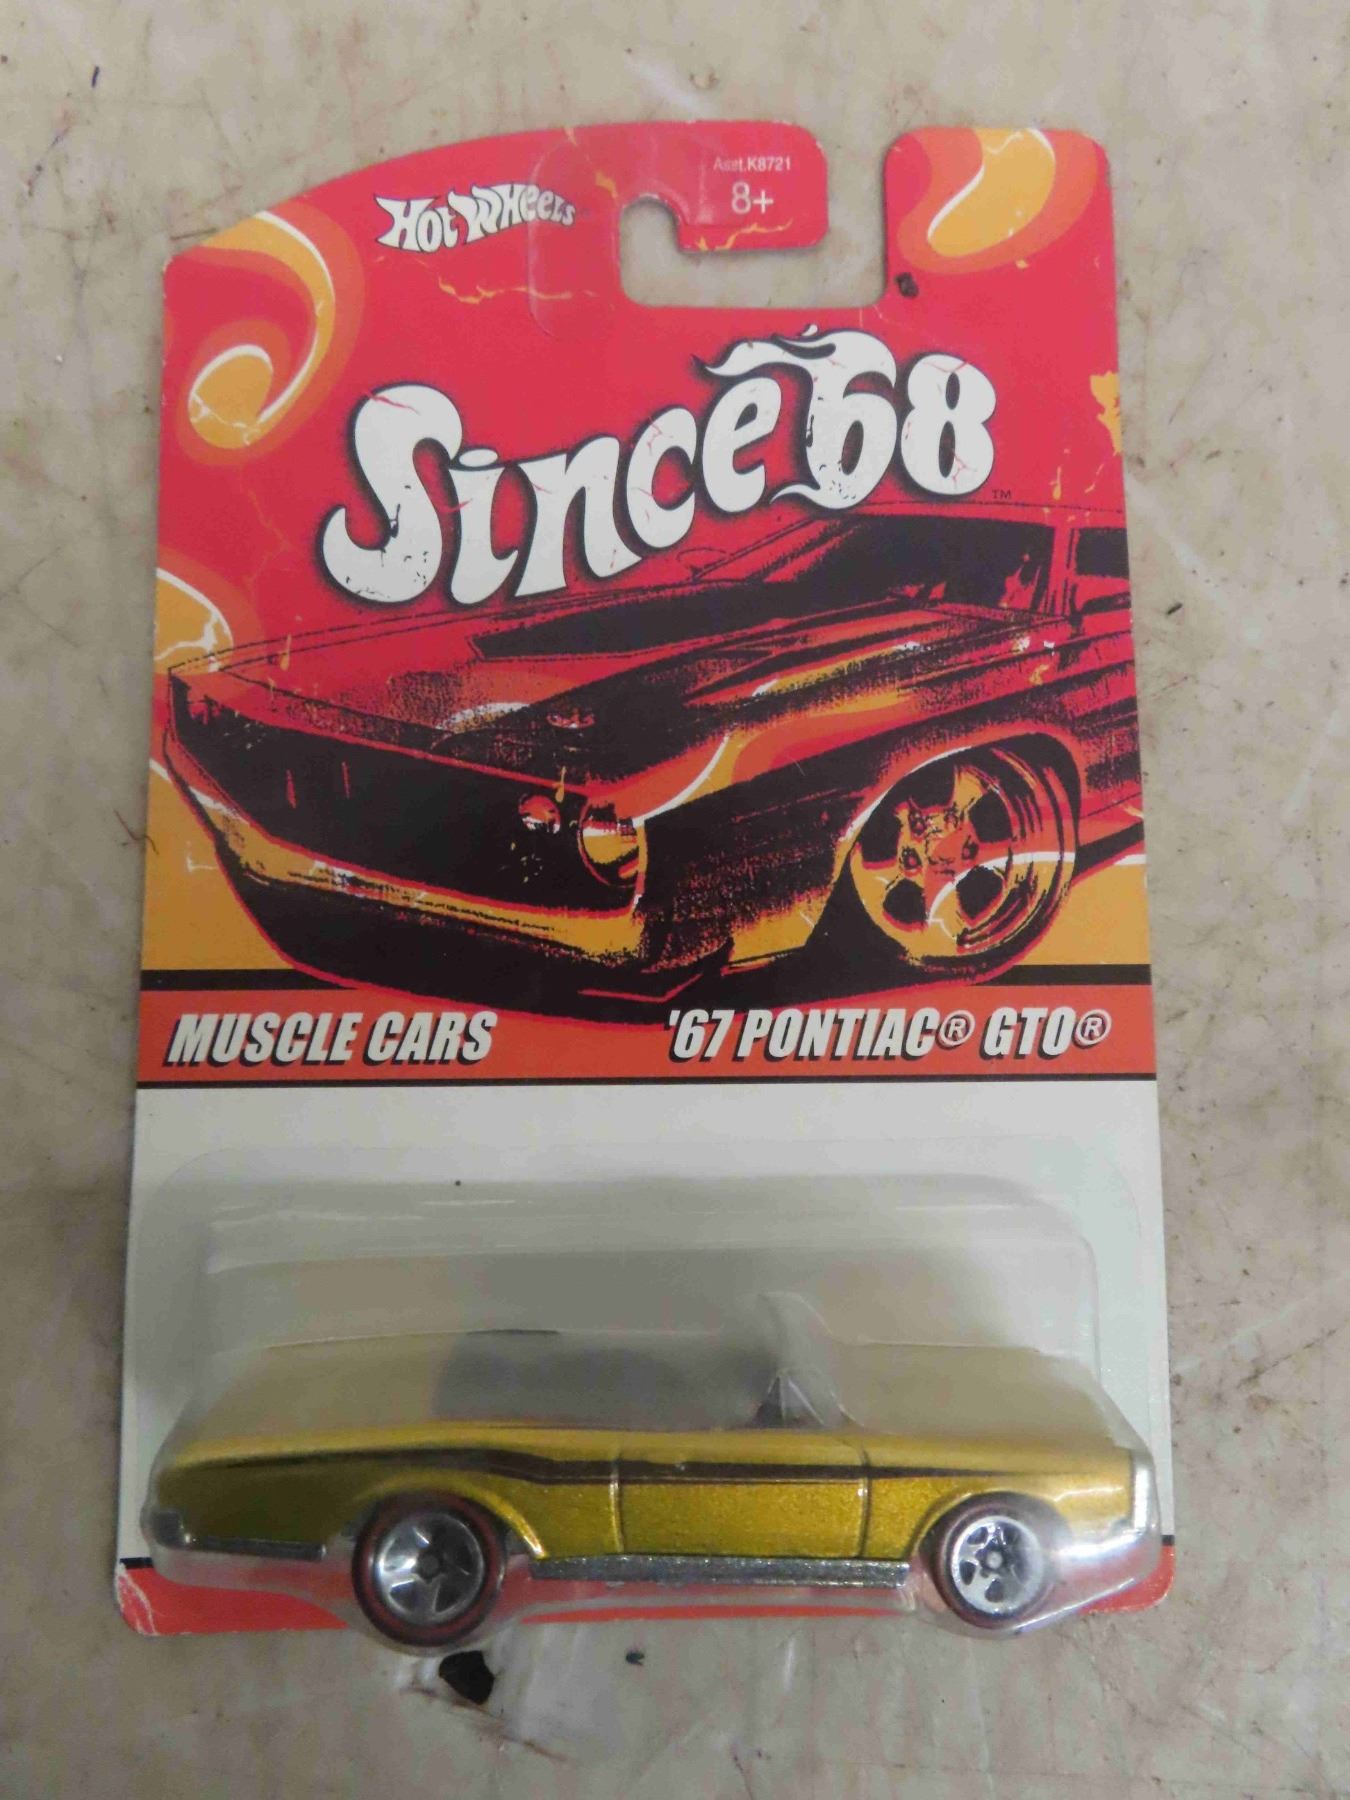 Asst.K8721
8+
Hot Wheels
Since '68 ™
MUSCLE CARS
'67 PONTIAC® GTO®